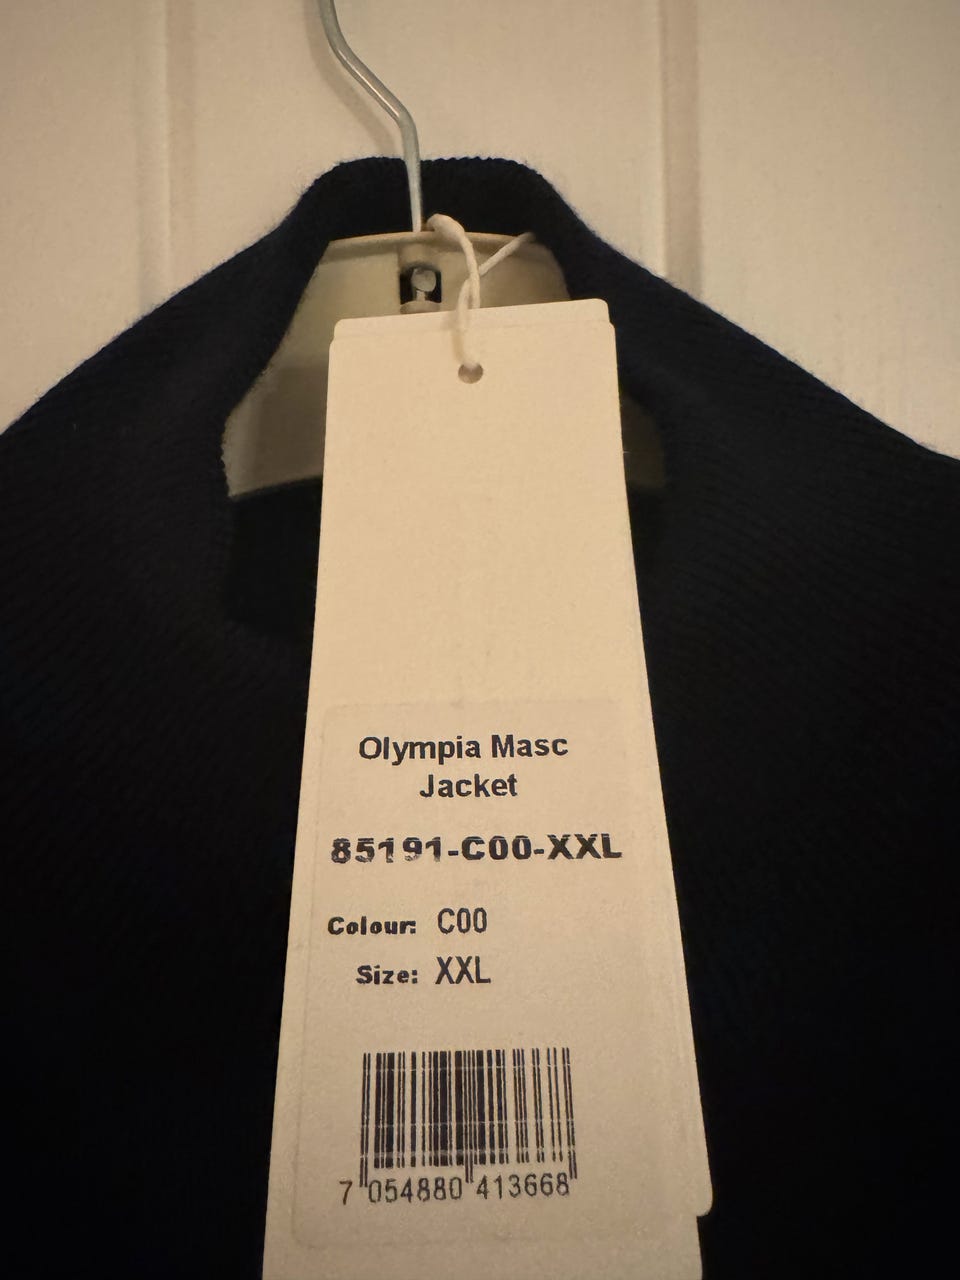 Olympia Masc
Jacket
85191-C00-XXL
Colour: C00
Size: XXL
7 054880 413668